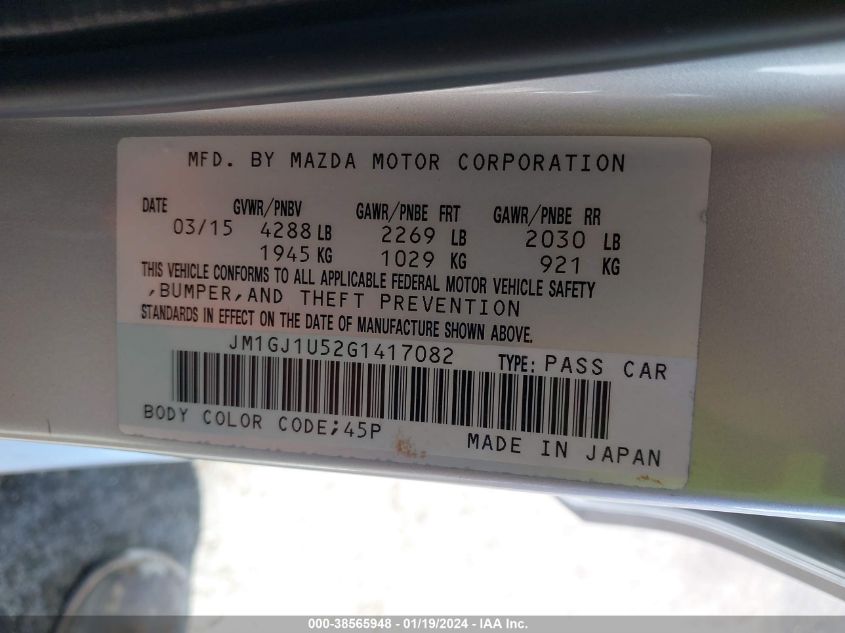 MFD. BY MAZDA MOTOR CORPORATION
DATE GVWR/PNBV GAWR/PNBE FRT GAWR/PNBE RR
03/15 4288 LB 2269 LB 2030 LB
1945 KG 1029 KG 921 KG
THIS VEHICLE CONFORMS TO ALL APPLICABLE FEDERAL MOTOR VEHICLE SAFETY
,BUMPER,AND THEFT PREVENTION
STANDARDS IN EFFECT ON THE DATE OF MANUFACTURE SHOWN ABOVE.
JM1GJ1U52G1417082 TYPE: PASS CAR
BODY COLOR CODE;45P MADE IN JAPAN
000-38565948 - 01/19/2024 - IAA Inc.